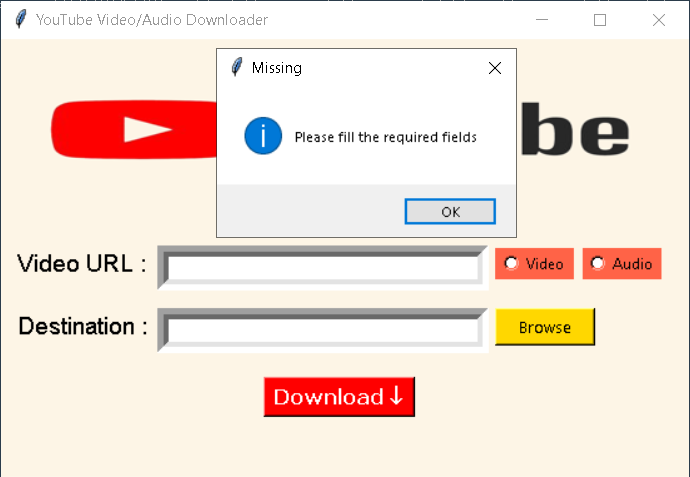 YouTube Video/Audio Downloader
Missing
Please fill the required fields
be
OK
Video URL :
Video
Audio
Destination :
Browse
Download ↓